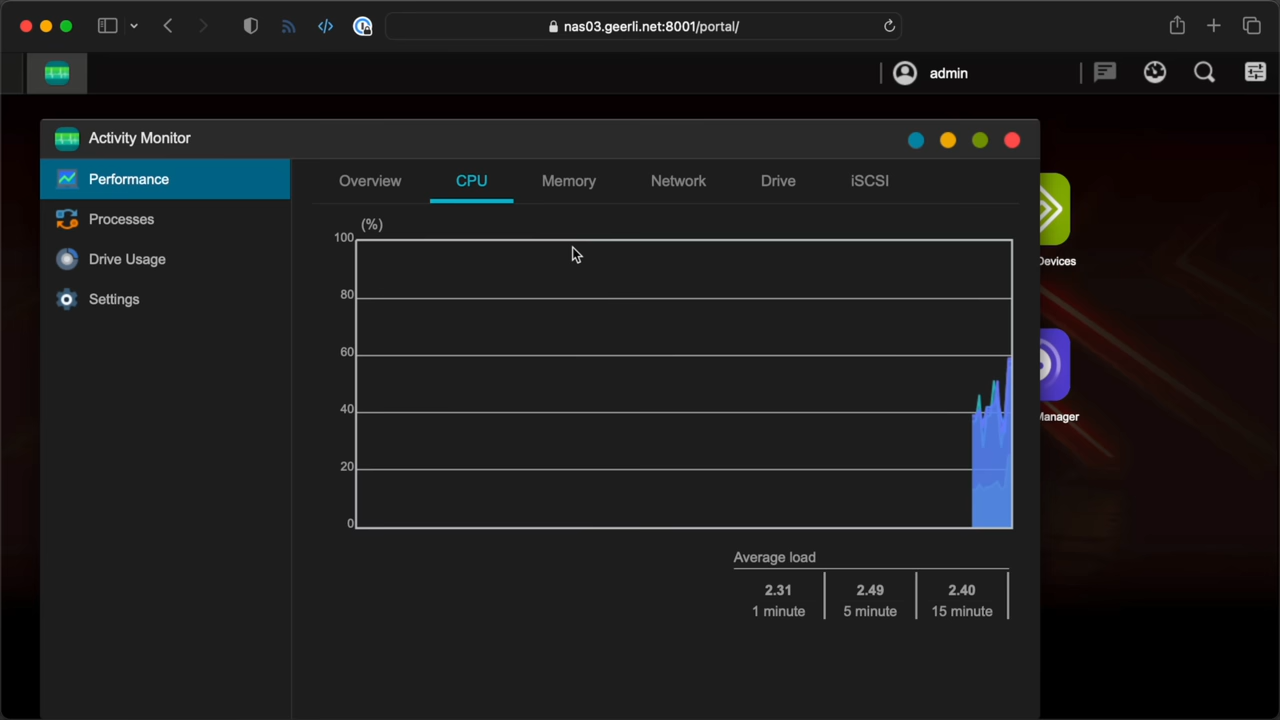 nas03.geerli.net:8001/portal/
admin
Activity Monitor
Performance
Processes
Drive Usage
Settings
Overview CPU Memory Network Drive iSCSI
(%)
100
80
60
40
20
0
Average load
2.31 2.49 2.40
1 minute 5 minute 15 minute
Devices
Manager